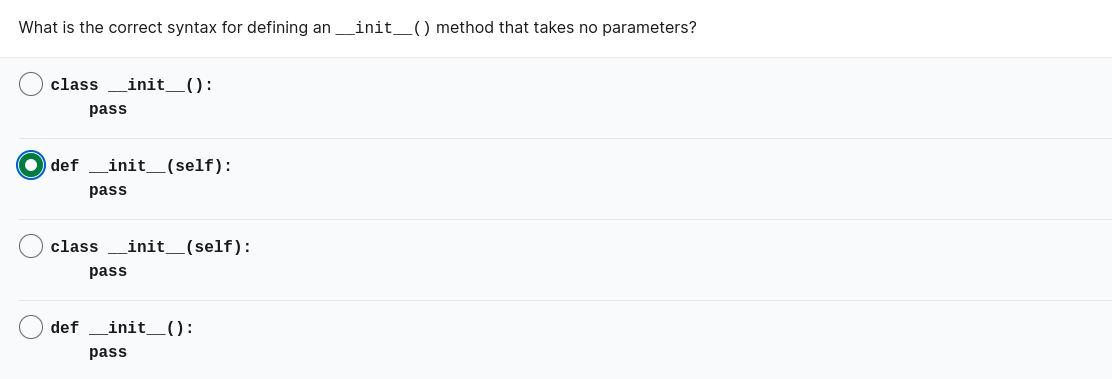 What is the correct syntax for defining an __init__() method that takes no parameters?
class __init__():
    pass
def __init__(self):
    pass
class __init__(self):
    pass
def __init__():
    pass